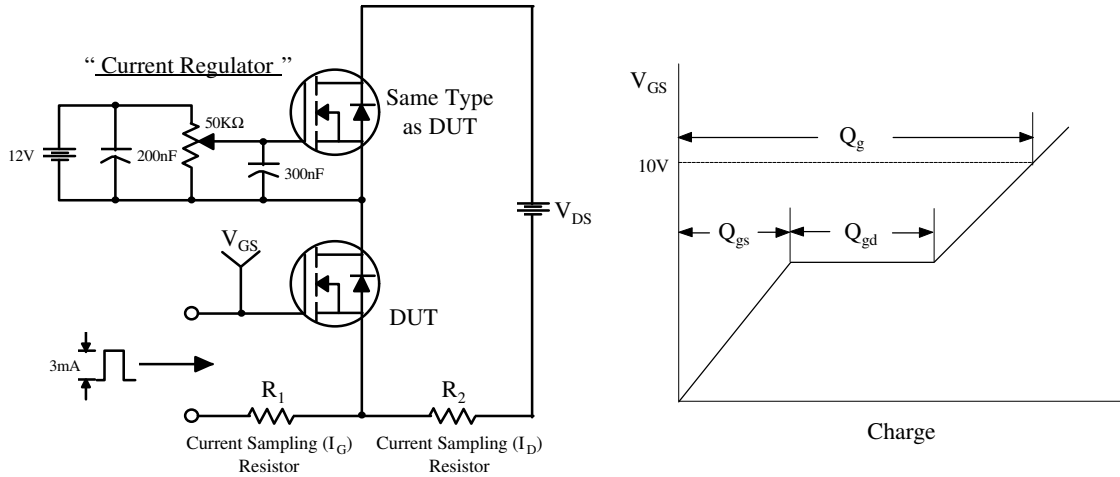 “ Current Regulator ”
Same Type
as DUT
50KΩ
12V
200nF
300nF
V_DS
V_GS
DUT
3mA
R_1
R_2
Current Sampling (I_G)
Resistor
Current Sampling (I_D)
Resistor
V_GS
Q_g
10V
Q_gs
Q_gd
Charge